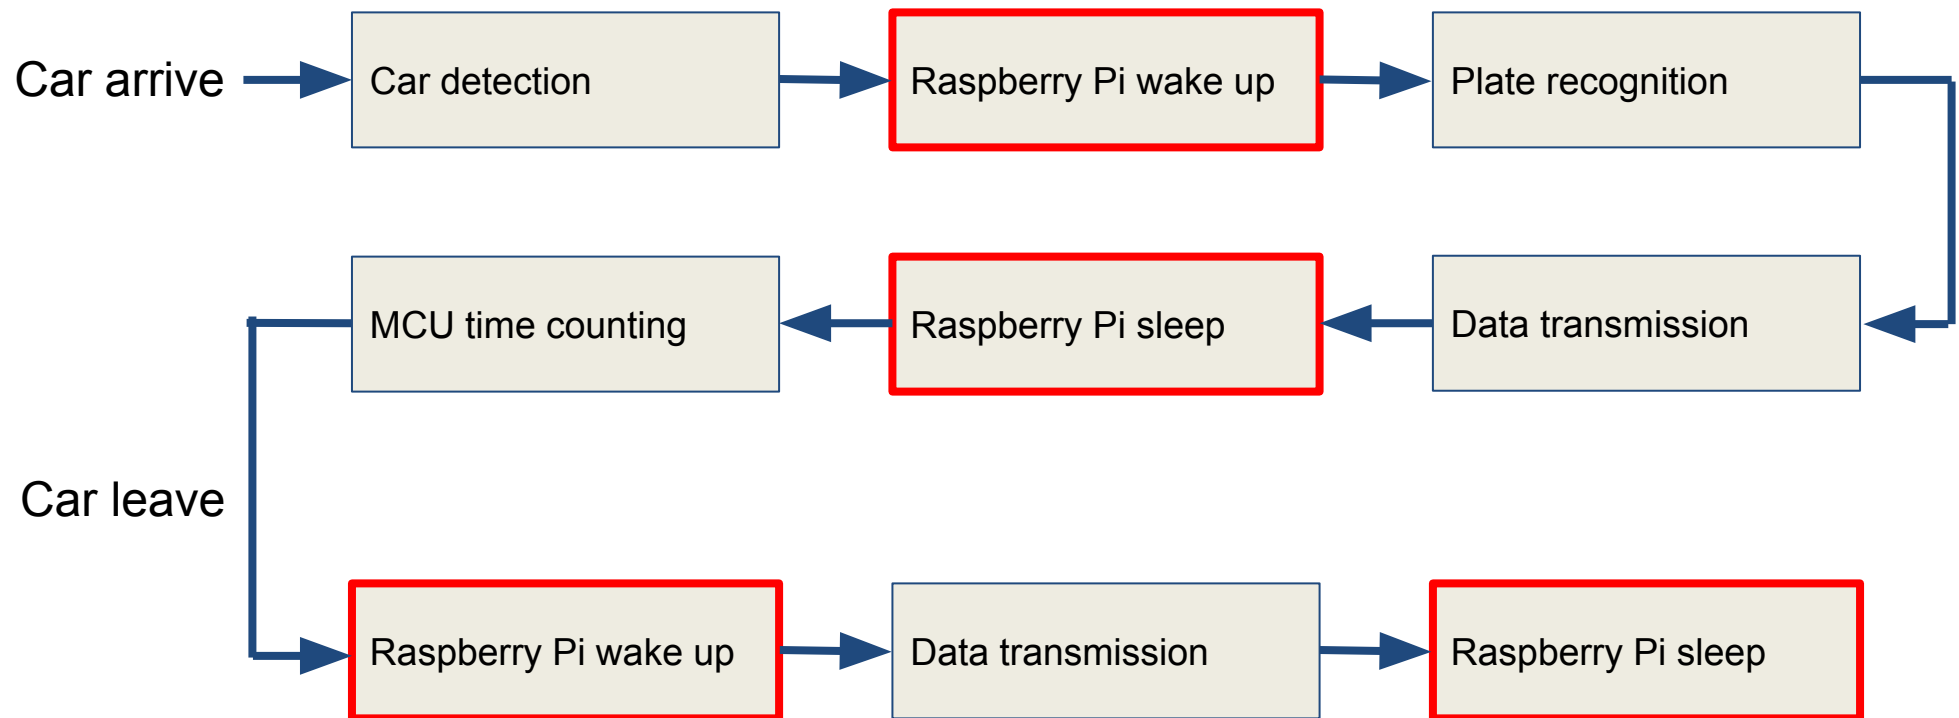 Car arrive
Car detection
Raspberry Pi wake up
Plate recognition
Data transmission
Raspberry Pi sleep
MCU time counting
Car leave
Raspberry Pi wake up
Data transmission
Raspberry Pi sleep